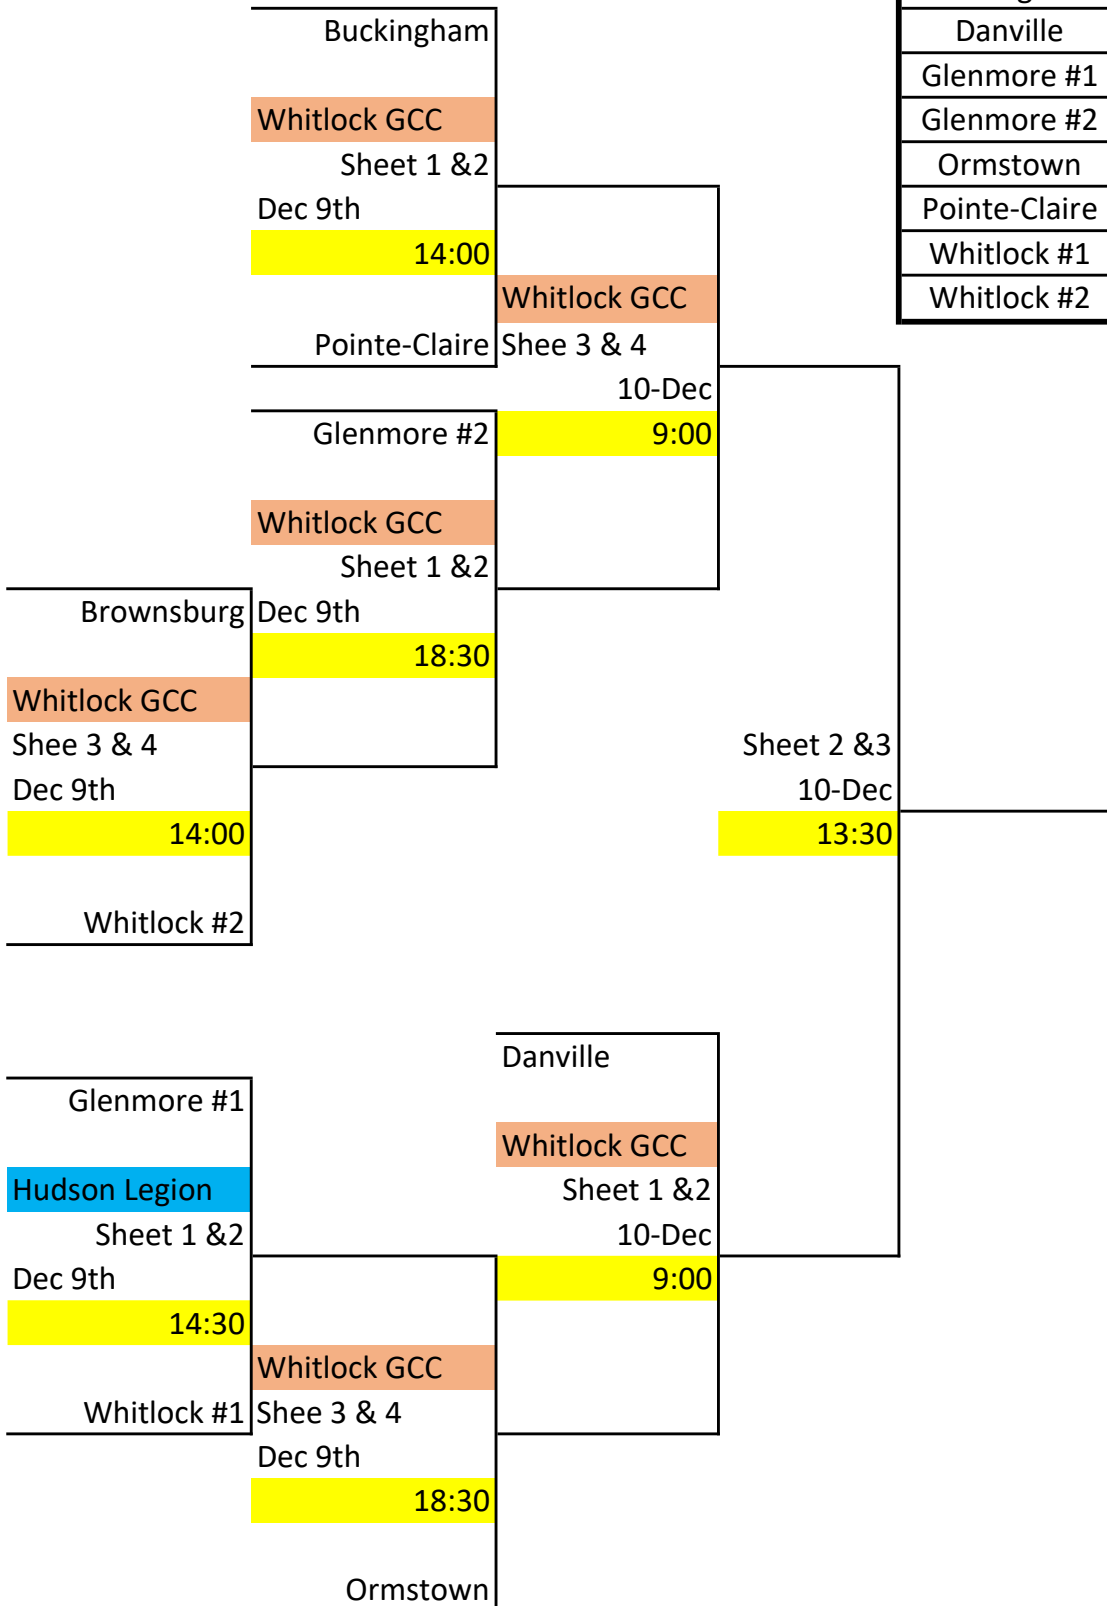 Buckingham
Whitlock GCC
Sheet 1 &2
Dec 9th
14:00
Pointe-Claire
Whitlock GCC
Shee 3 & 4
10-Dec
9:00
Glenmore #2
Whitlock GCC
Sheet 1 &2
Dec 9th
18:30
Brownsburg
Whitlock GCC
Shee 3 & 4
Dec 9th
14:00
Whitlock #2
Sheet 2 &3
10-Dec
13:30
Danville
Whitlock GCC
Sheet 1 &2
10-Dec
9:00
Glenmore #1
Hudson Legion
Sheet 1 &2
Dec 9th
14:30
Whitlock #1
Whitlock GCC
Shee 3 & 4
Dec 9th
18:30
Ormstown
Danville
Glenmore #1
Glenmore #2
Ormstown
Pointe-Claire
Whitlock #1
Whitlock #2